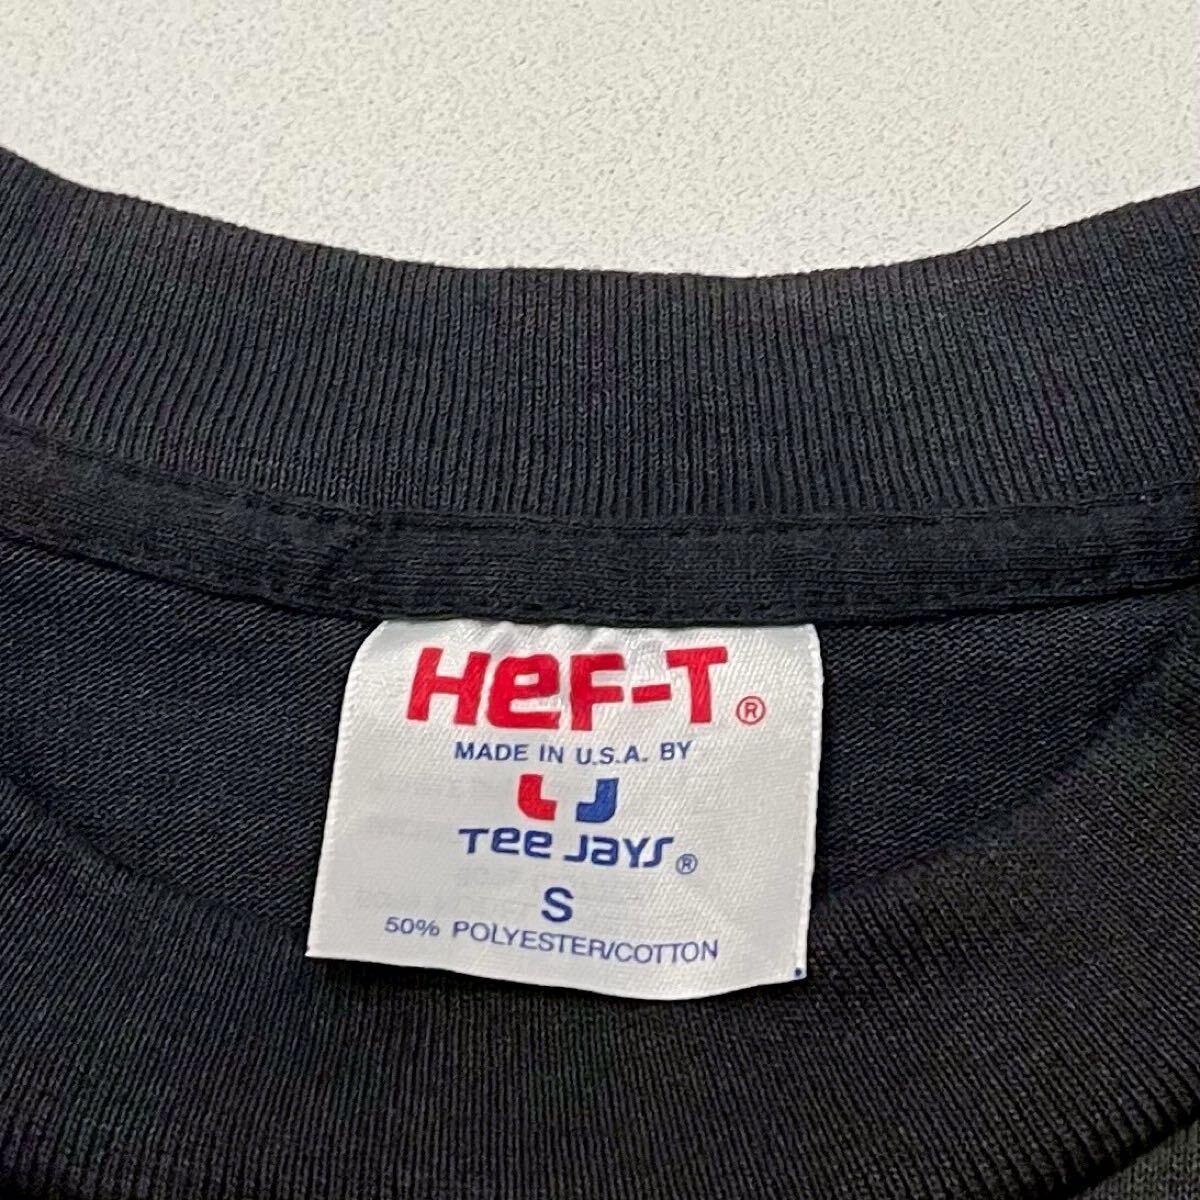 HeF-T®
MADE IN U.S.A. BY
Tee Jays®
S
50% POLYESTER/COTTON